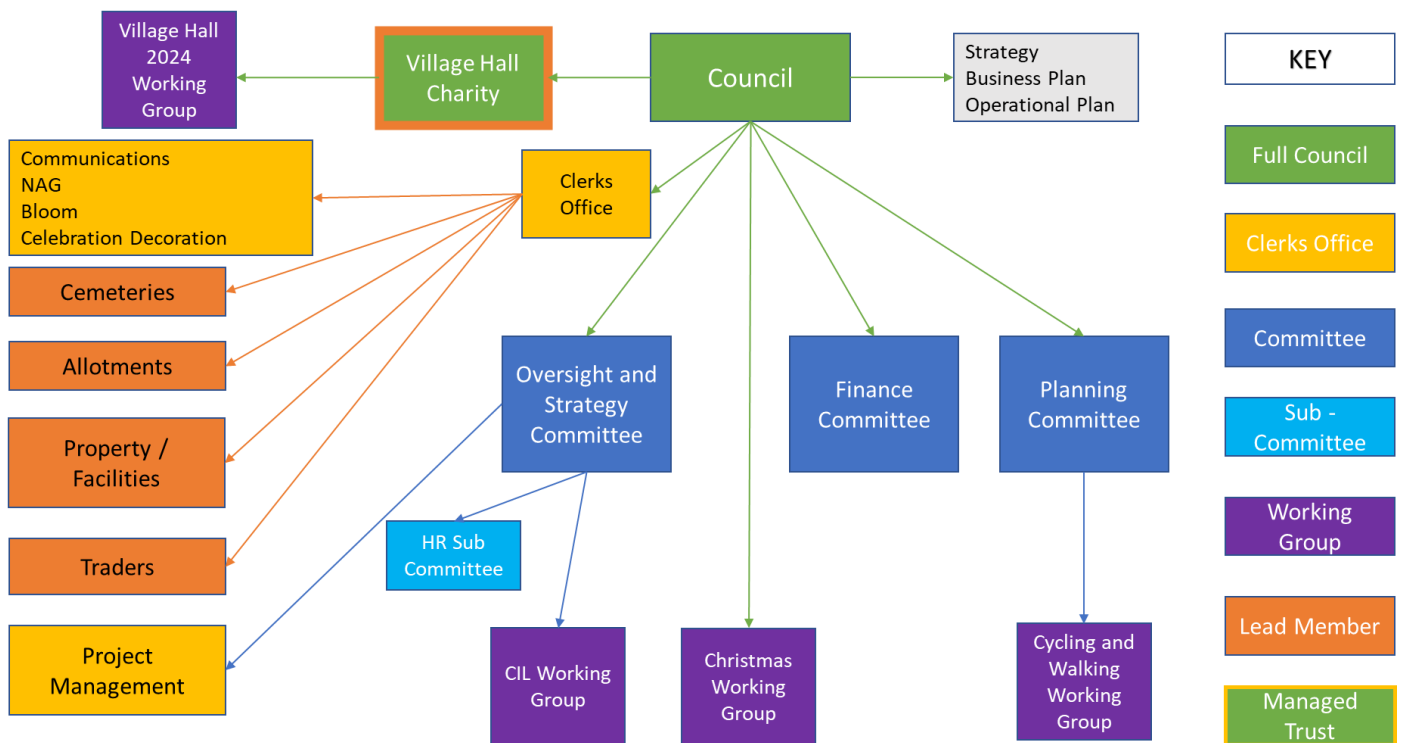 Village Hall
2024
Working
Group
Village Hall
Charity
Council
Strategy
Business Plan
Operational Plan
KEY
Communications
NAG
Bloom
Celebration Decoration
Clerks
Office
Full Council
Clerks Office
Cemeteries
Allotments
Property /
Facilities
Traders
Project
Management
Oversight and
Strategy
Committee
Finance
Committee
Planning
Committee
Committee
Sub -
Committee
HR Sub
Committee
Working
Group
CIL Working
Group
Christmas
Working
Group
Cycling and
Walking
Working
Group
Lead Member
Managed
Trust